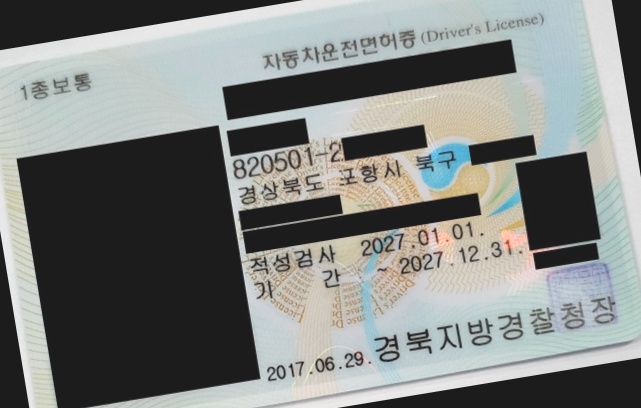 자동차운전면허증 (Driver's License)
1종보통
820501-2
경상북도 포항시 북구
적성검사 2027.01.01.
기 간 ~ 2027.12.31.
2017.06.29. 경북지방경찰청장